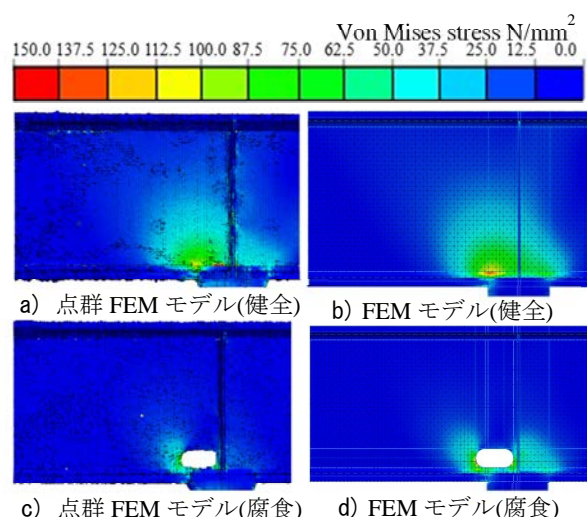 Von Mises stress N/mm²
150.0 137.5 125.0 112.5 100.0 87.5 75.0 62.5 50.0 37.5 25.0 12.5 0.0
a) 点群 FEM モデル(健全)
b) FEM モデル(健全)
c) 点群 FEM モデル(腐食)
d) FEM モデル(腐食)